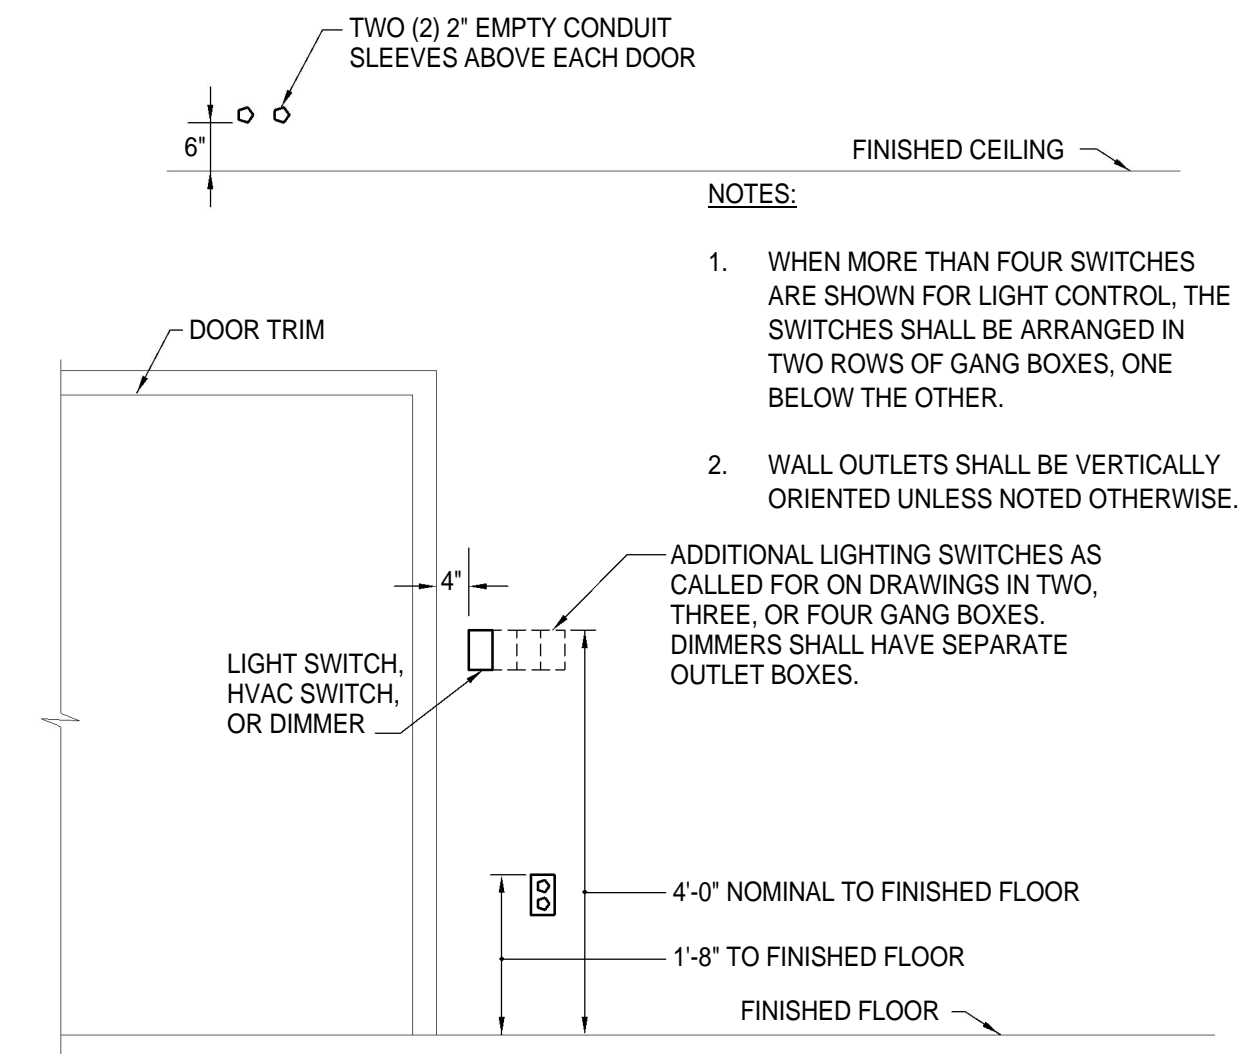 TWO (2) 2" EMPTY CONDUIT
SLEEVES ABOVE EACH DOOR
6"
FINISHED CEILING
NOTES:
1. WHEN MORE THAN FOUR SWITCHES
ARE SHOWN FOR LIGHT CONTROL, THE
SWITCHES SHALL BE ARRANGED IN
TWO ROWS OF GANG BOXES, ONE
BELOW THE OTHER.
2. WALL OUTLETS SHALL BE VERTICALLY
ORIENTED UNLESS NOTED OTHERWISE.
DOOR TRIM
4"
ADDITIONAL LIGHTING SWITCHES AS
CALLED FOR ON DRAWINGS IN TWO,
THREE, OR FOUR GANG BOXES.
DIMMERS SHALL HAVE SEPARATE
OUTLET BOXES.
LIGHT SWITCH,
HVAC SWITCH,
OR DIMMER
4'-0" NOMINAL TO FINISHED FLOOR
1'-8" TO FINISHED FLOOR
FINISHED FLOOR